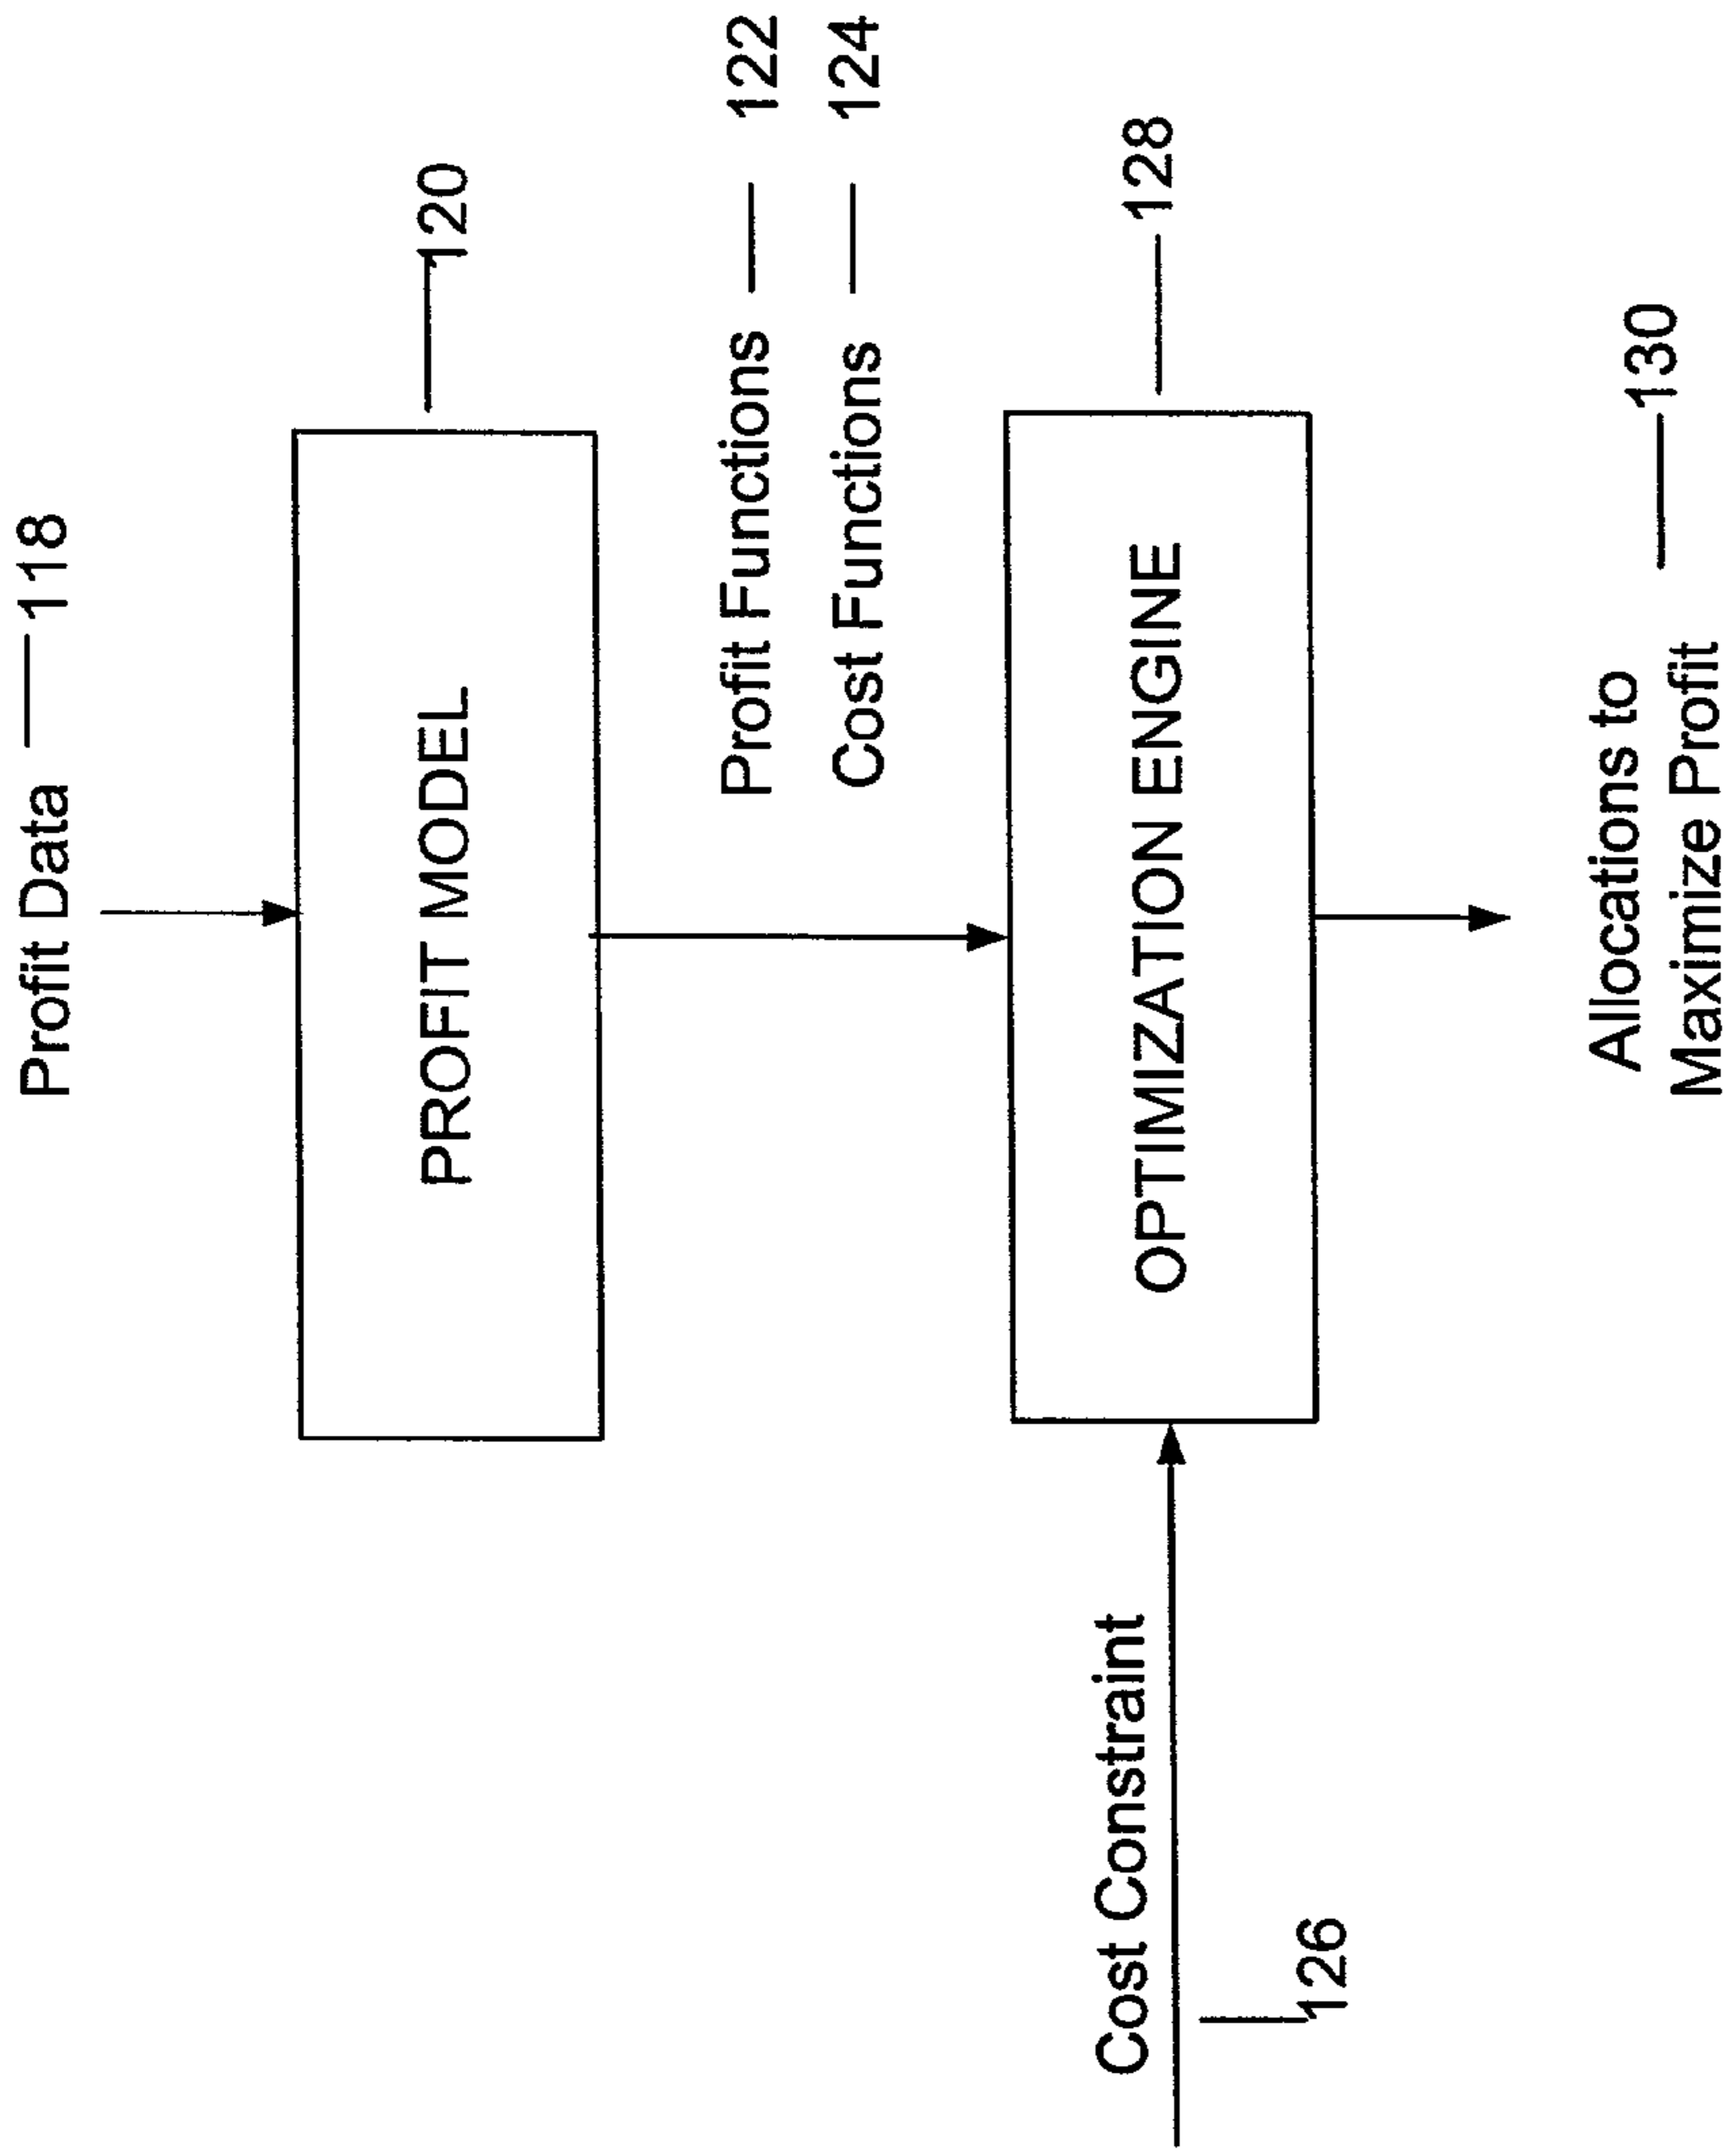 Profit Data 118
PROFIT MODEL
120
Profit Functions 122
Cost Functions 124
OPTIMIZATION ENGINE
128
Cost Constraint
126
Allocations to
Maximize Profit
130